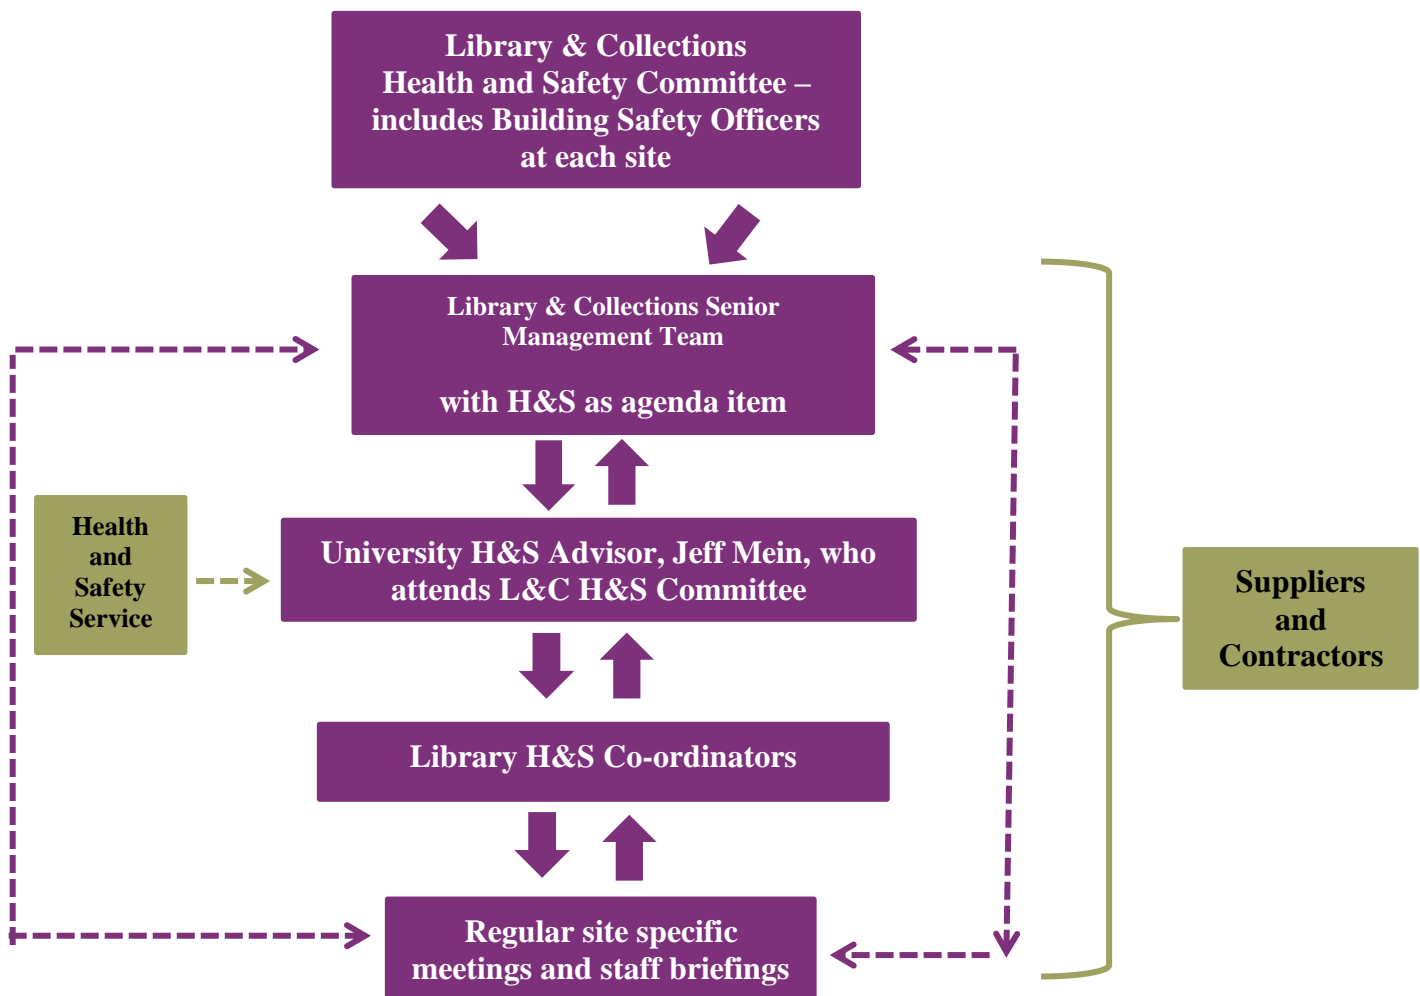 Library & Collections
Health and Safety Committee –
includes Building Safety Officers
at each site
Library & Collections Senior
Management Team
with H&S as agenda item
Health
and
Safety
Service
University H&S Advisor, Jeff Mein, who
attends L&C H&S Committee
Suppliers
and
Contractors
Library H&S Co-ordinators
Regular site specific
meetings and staff briefings